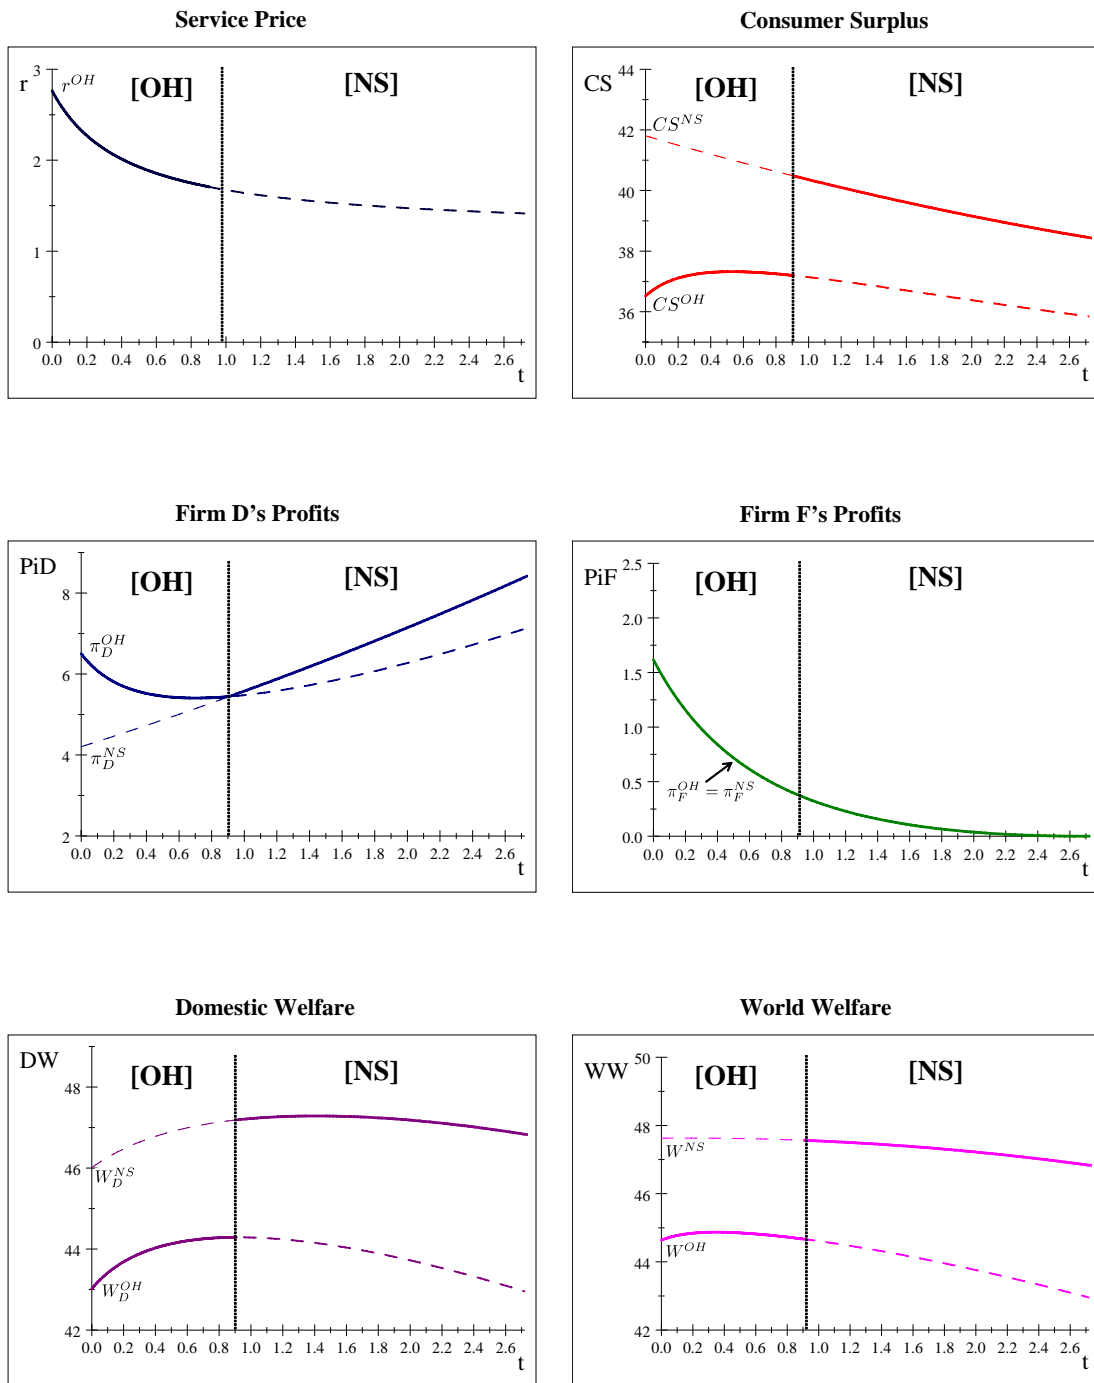 Service Price
r
3
2
1
0
r^{OH}
[OH]
[NS]
0.0 0.2 0.4 0.6 0.8 1.0 1.2 1.4 1.6 1.8 2.0 2.2 2.4 2.6
t
Consumer Surplus
CS
44
42
40
38
36
CS^{NS}
CS^{OH}
[OH]
[NS]
0.0 0.2 0.4 0.6 0.8 1.0 1.2 1.4 1.6 1.8 2.0 2.2 2.4 2.6
t
Firm D's Profits
PiD
8
6
4
2
π_D^{OH}
π_D^{NS}
[OH]
[NS]
0.0 0.2 0.4 0.6 0.8 1.0 1.2 1.4 1.6 1.8 2.0 2.2 2.4 2.6
t
Firm F's Profits
PiF
2.5
2.0
1.5
1.0
0.5
0.0
[OH]
[NS]
π_F^{OH} = π_F^{NS}
0.0 0.2 0.4 0.6 0.8 1.0 1.2 1.4 1.6 1.8 2.0 2.2 2.4 2.6
t
Domestic Welfare
DW
48
46
44
42
W_D^{NS}
W_D^{OH}
[OH]
[NS]
0.0 0.2 0.4 0.6 0.8 1.0 1.2 1.4 1.6 1.8 2.0 2.2 2.4 2.6
t
World Welfare
WW
50
48
46
44
42
W^{NS}
W^{OH}
[OH]
[NS]
0.0 0.2 0.4 0.6 0.8 1.0 1.2 1.4 1.6 1.8 2.0 2.2 2.4 2.6
t